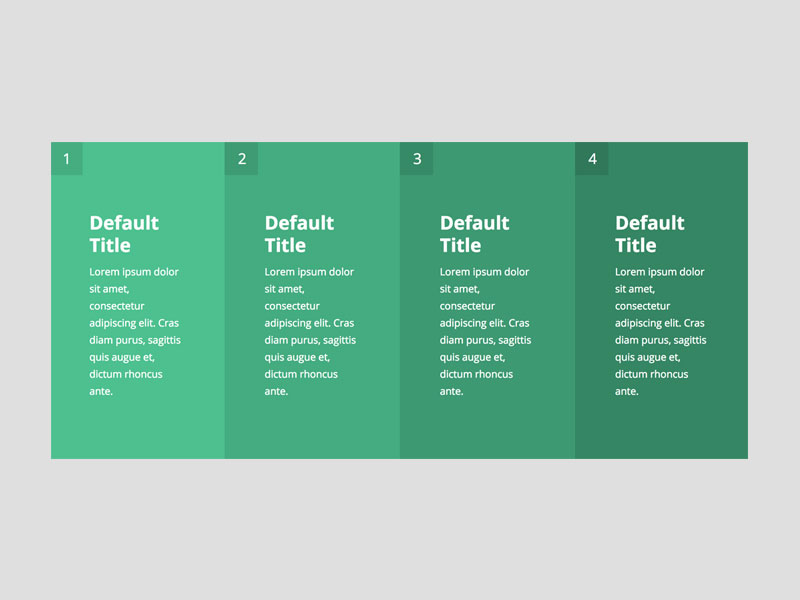 1
Default
Title
Lorem ipsum dolor
sit amet,
consectetur
adipiscing elit. Cras
diam purus, sagittis
quis augue et,
dictum rhoncus
ante.
2
Default
Title
Lorem ipsum dolor
sit amet,
consectetur
adipiscing elit. Cras
diam purus, sagittis
quis augue et,
dictum rhoncus
ante.
3
Default
Title
Lorem ipsum dolor
sit amet,
consectetur
adipiscing elit. Cras
diam purus, sagittis
quis augue et,
dictum rhoncus
ante.
4
Default
Title
Lorem ipsum dolor
sit amet,
consectetur
adipiscing elit. Cras
diam purus, sagittis
quis augue et,
dictum rhoncus
ante.